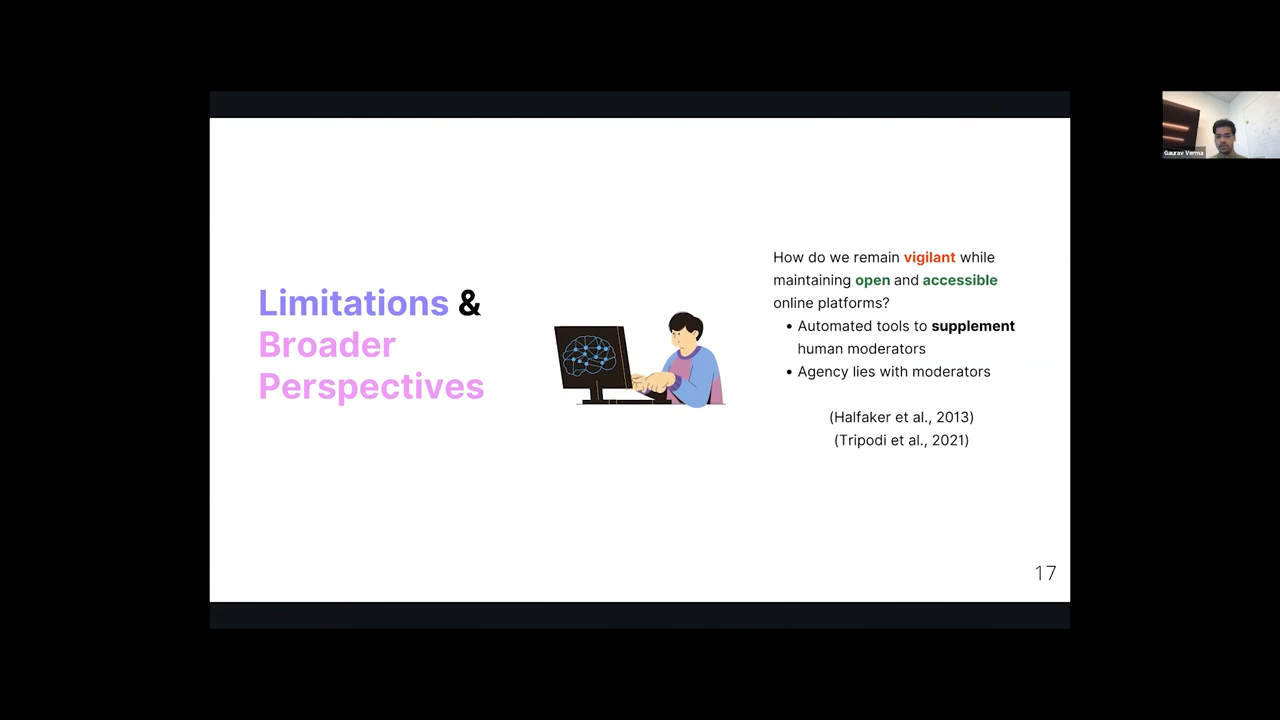 Limitations &
Broader
Perspectives
How do we remain vigilant while
maintaining open and accessible
online platforms?
• Automated tools to supplement
human moderators
• Agency lies with moderators
(Halfaker et al., 2013)
(Tripodi et al., 2021)
17
Gaurav Verma